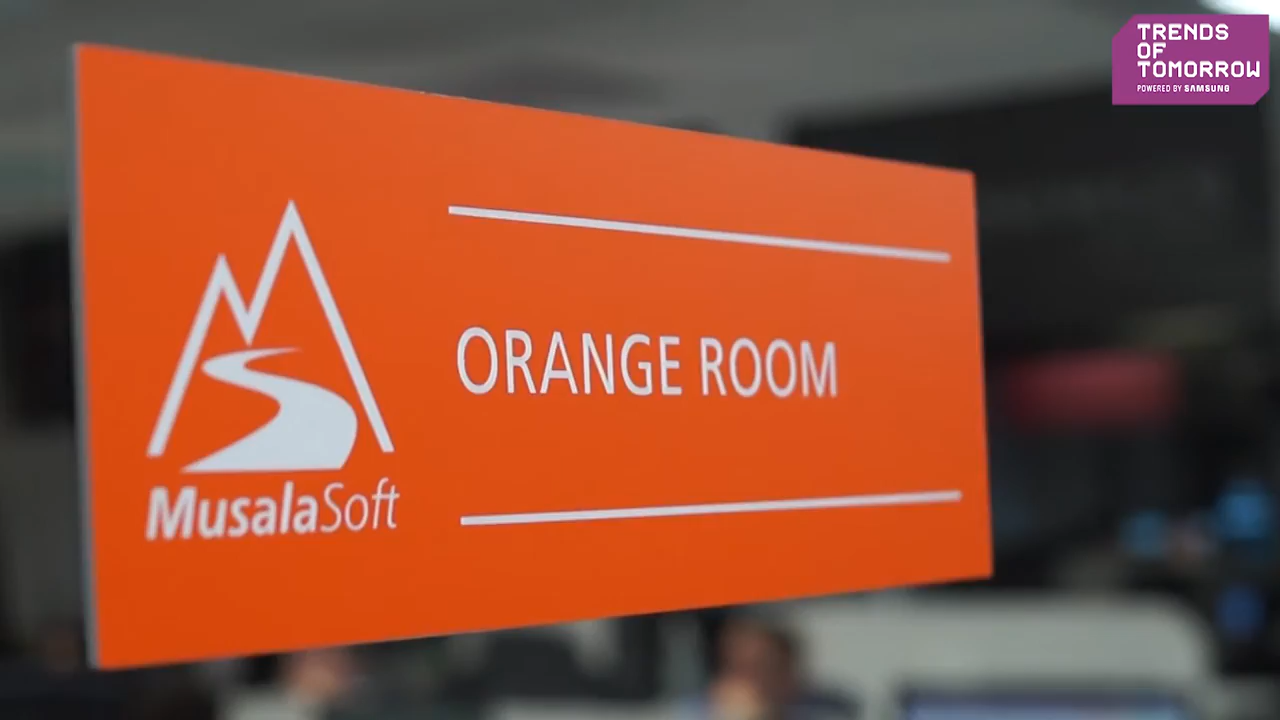 TRENDS
OF
TOMORROW
POWERED BY SAMSUNG
ORANGE ROOM
MusalaSoft